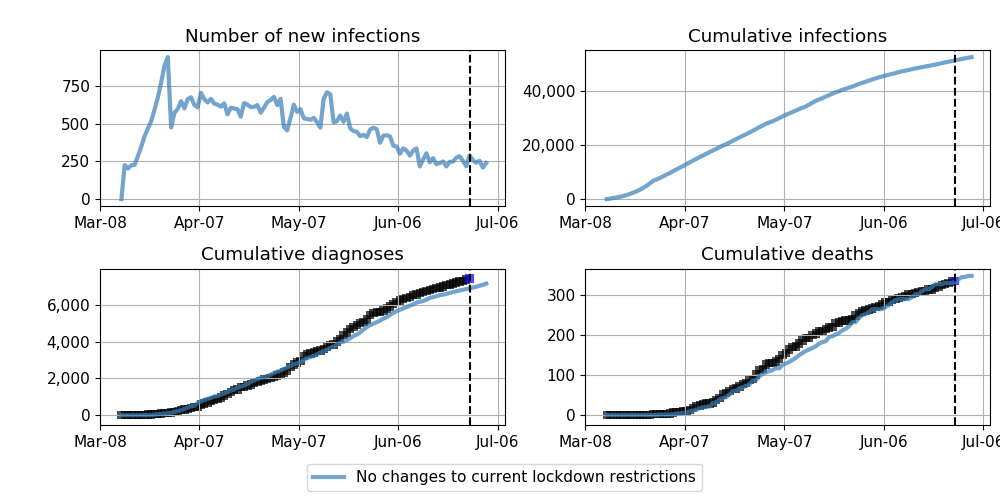 Number of new infections
750
500
250
0
Mar-08 Apr-07 May-07 Jun-06 Jul-06
Cumulative infections
40,000
20,000
0
Mar-08 Apr-07 May-07 Jun-06 Jul-06
Cumulative diagnoses
6,000
4,000
2,000
0
Mar-08 Apr-07 May-07 Jun-06 Jul-06
Cumulative deaths
300
200
100
0
Mar-08 Apr-07 May-07 Jun-06 Jul-06
No changes to current lockdown restrictions